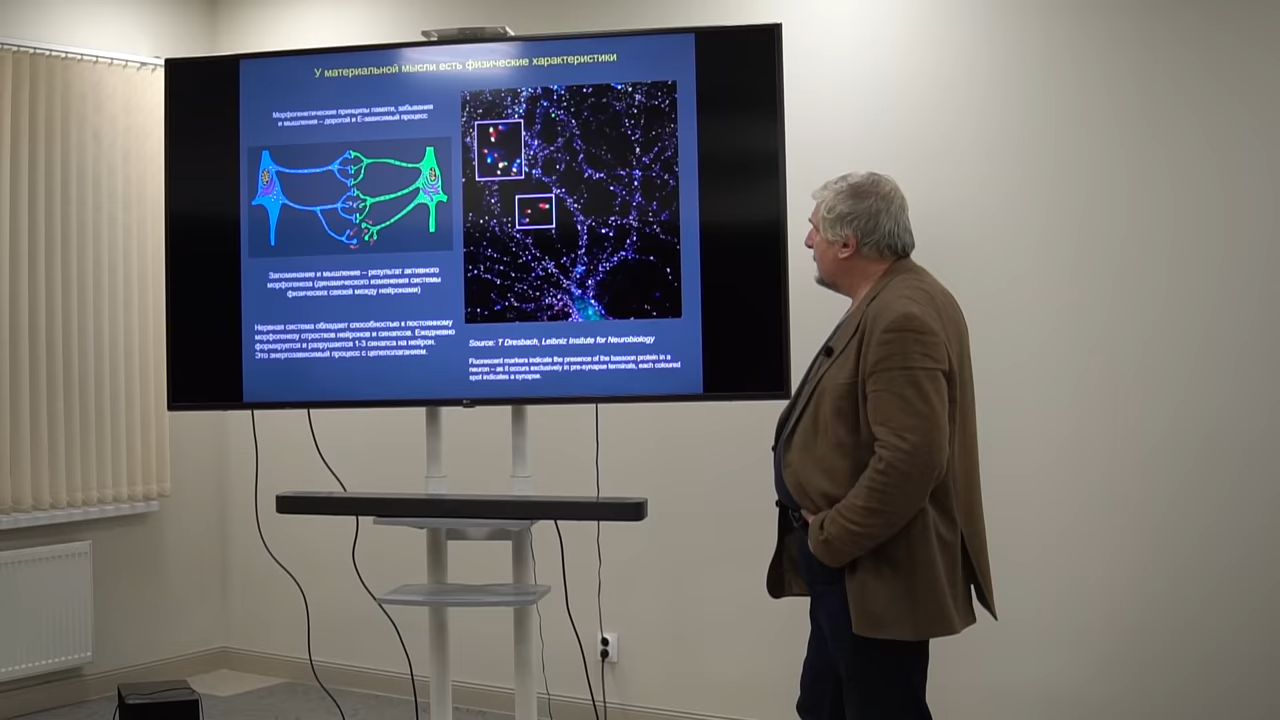 У материальной мысли есть физические характеристики
Морфогенетические принципы памяти, забывания
и мышления – дорогой и Е-зависимый процесс
Запоминание и мышление – результат активного
морфогенеза (динамического изменения системы
физических связей между нейронами)
Нервная система обладает способностью к постоянному
морфогенезу отростков нейронов и синапсов. Ежедневно
формируется и разрушается 1-3 синапса на нейрон.
Это энергозависимый процесс с целеполаганием.
Source: T Dresbach, Leibniz Insitute for Neurobiology
Fluorescent markers indicate the presence of the bassoon protein in a
neuron – as it occurs exclusively in pre-synapse terminals, each coloured
spot indicates a synapse.